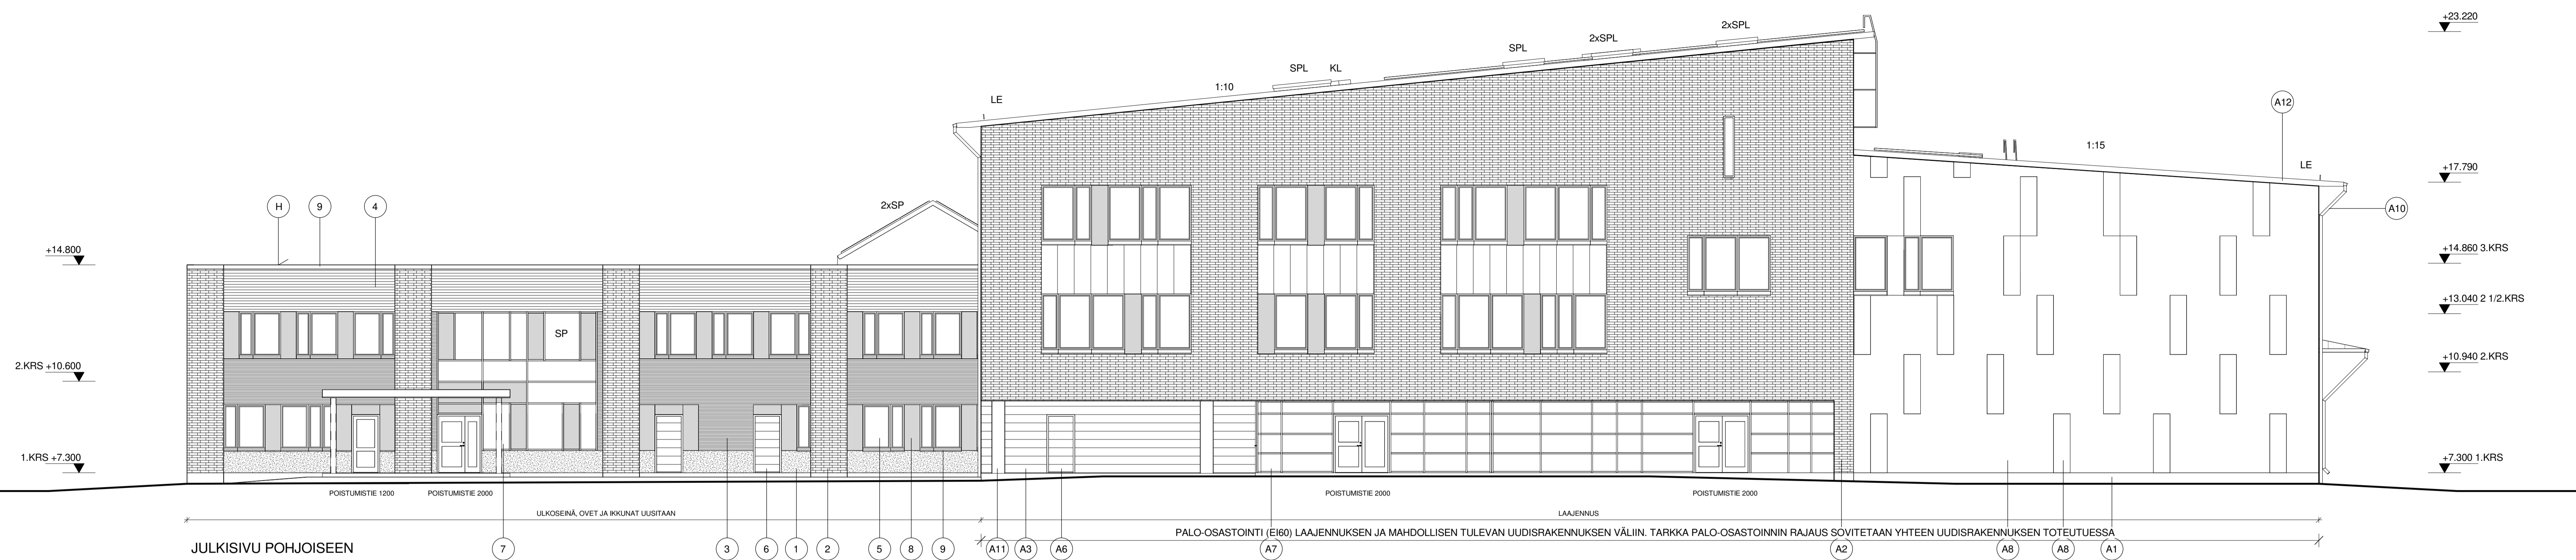 +23.220
2xSPL
2xSPL
SPL
SPL KL
1:10
LE
A12
1:15
LE
+17.790
H 9 4
2xSP
A10
+14.800
+14.860 3.KRS
+13.040 2 1/2.KRS
SP
2.KRS +10.600
+10.940 2.KRS
1.KRS +7.300
+7.300 1.KRS
POISTUMISTIE 1200
POISTUMISTIE 2000
POISTUMISTIE 2000
POISTUMISTIE 2000
ULKOSEINÄ, OVET JA IKKUNAT UUSITAAN
LAAJENNUS
PALO-OSASTOINTI (EI60) LAAJENNUKSEN JA MAHDOLLISEN TULEVAN UUDISRAKENNUKSEN VÄLIIN. TARKKA PALO-OSASTOINNIN RAJAUS SOVITETAAN YHTEEN UUDISRAKENNUKSEN TOTEUTUESSA
JULKISIVU POHJOISEEN
7 3 6 1 2 5 8 9 A11 A3 A6 A7 A2 A8 A8 A1